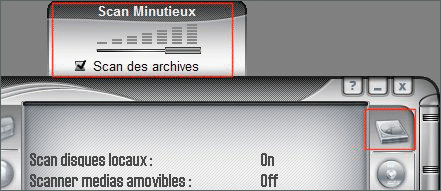 Scan Minutieux
Scan des archives
? _ x
Scan disques locaux : On
Scanner medias amovibles : Off